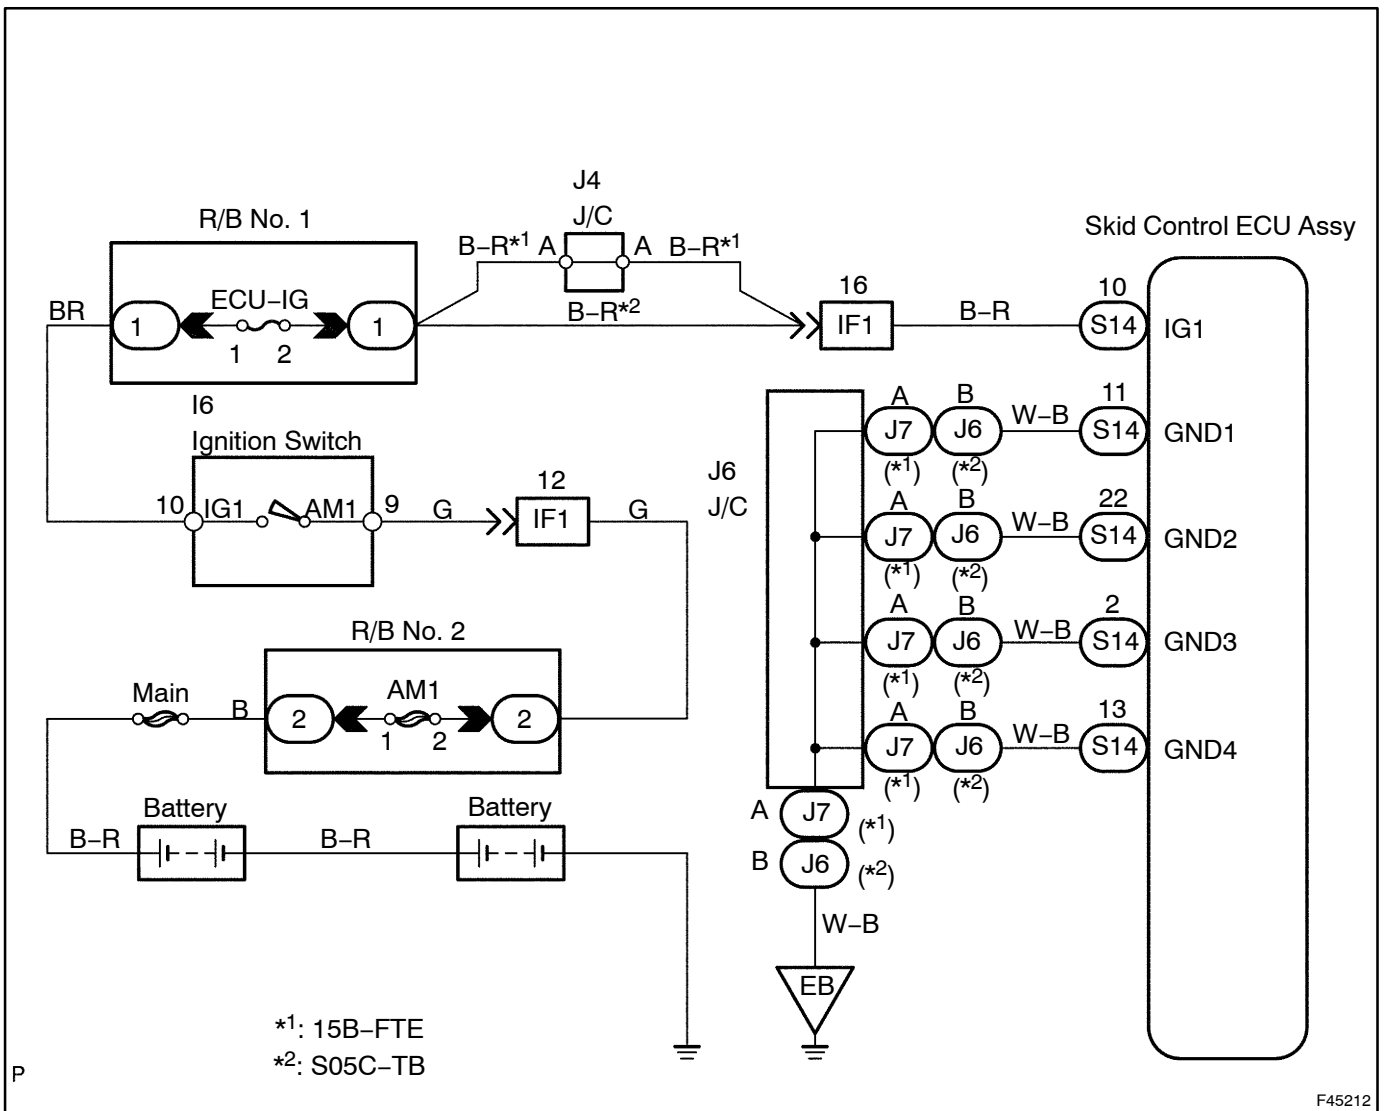 J4
J/C
R/B No. 1
Skid Control ECU Assy
B–R*1 A A B–R*1
BR 1 ECU–IG 1
1 2
B–R*2
16
IF1
B–R
10
S14 IG1
I6
Ignition Switch
10 IG1 AM1 9
G
12
IF1
G
J6
J/C
A B
J7 J6 W–B 11
S14 GND1
(*1) (*2)
A B
J7 J6 W–B 22
S14 GND2
(*1) (*2)
A B
J7 J6 W–B 2
S14 GND3
(*1) (*2)
A B
J7 J6 W–B 13
S14 GND4
(*1) (*2)
R/B No. 2
Main B 2 AM1 2
1 2
Battery Battery
B–R B–R
A J7 (*1)
B J6 (*2)
W–B
EB
*1: 15B–FTE
*2: S05C–TB
P
F45212